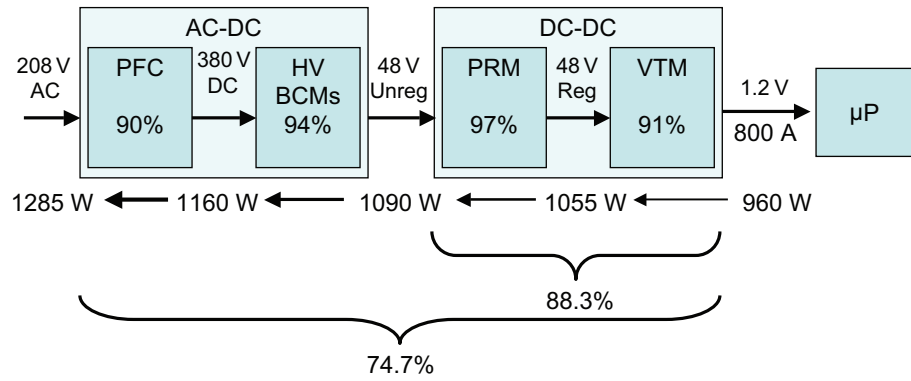 AC-DC
DC-DC
208 V
AC
PFC
90%
380 V
DC
HV
BCMs
94%
48 V
Unreg
PRM
97%
48 V
Reg
VTM
91%
1.2 V
800 A
µP
1285 W
1160 W
1090 W
1055 W
960 W
88.3%
74.7%